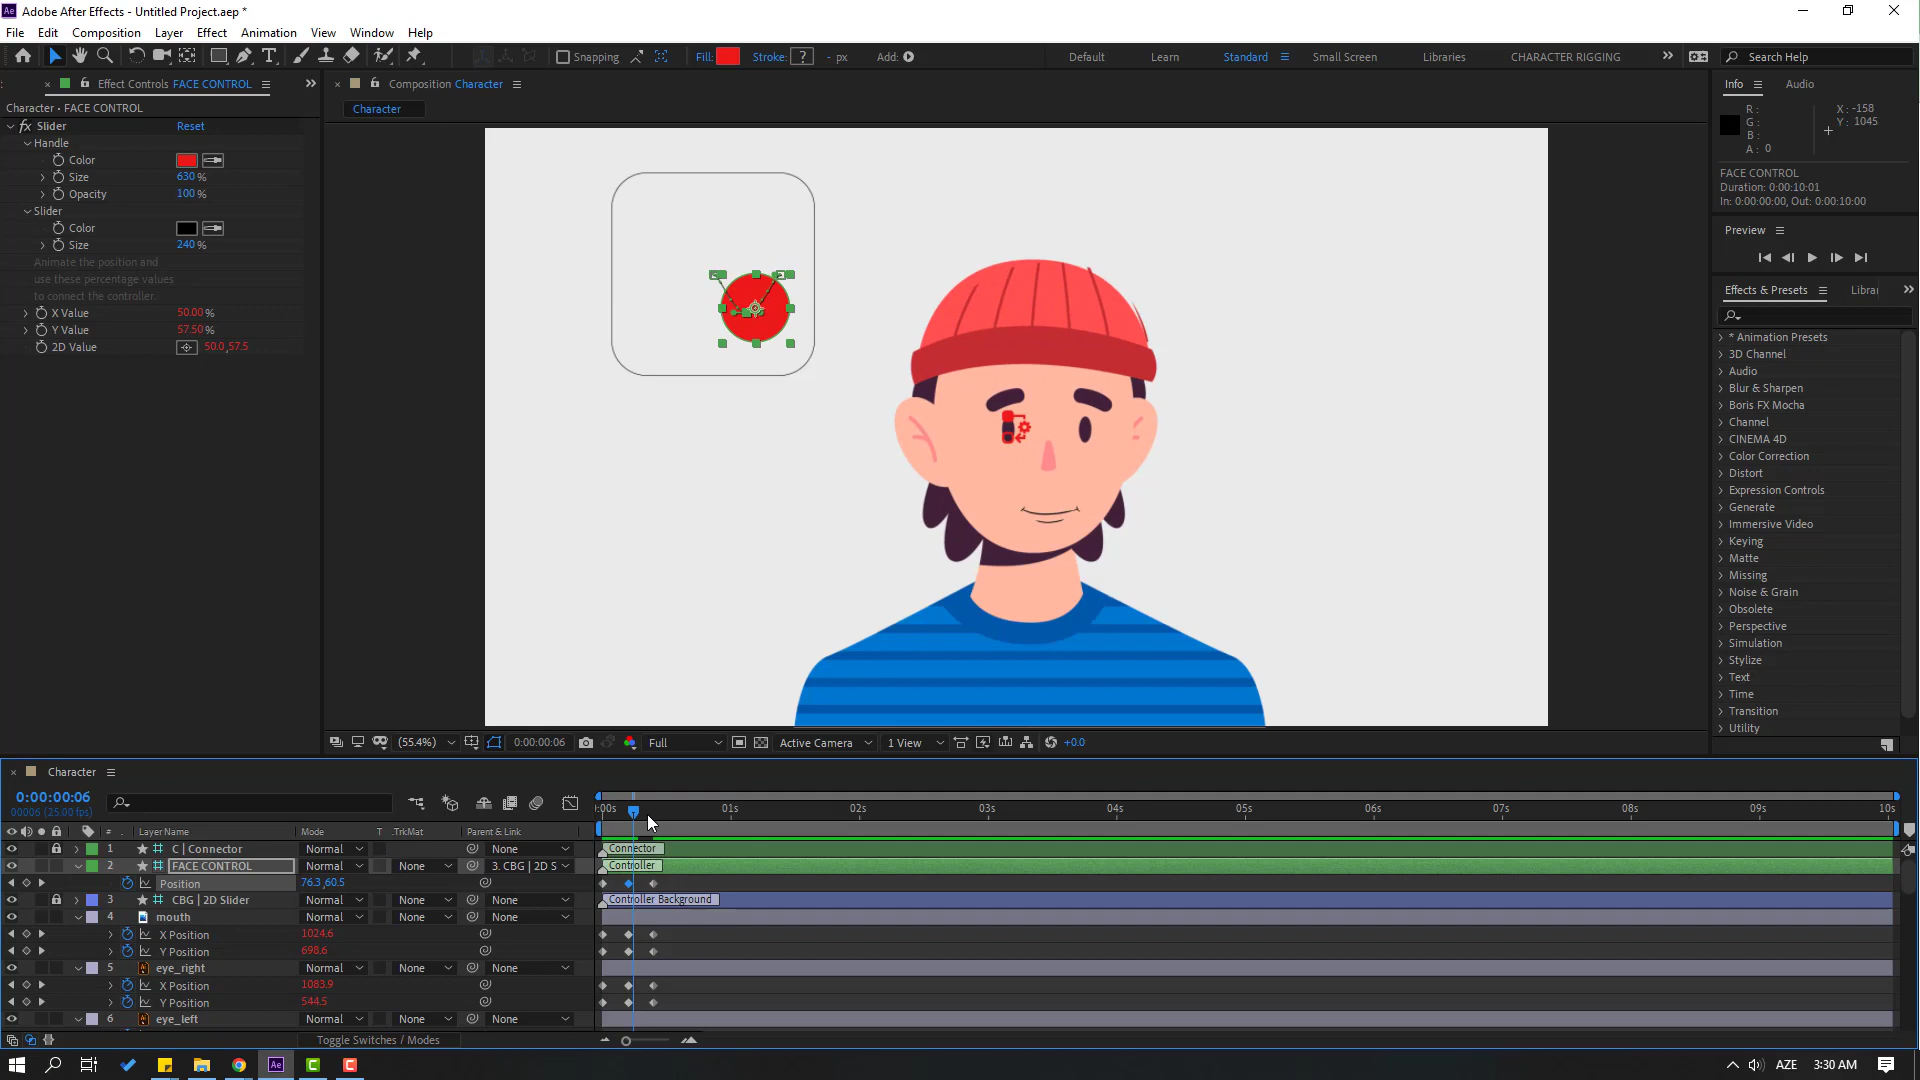 Adobe After Effects - Untitled Project.aep *
File Edit Composition Layer Effect Animation View Window Help
Snapping Fill: Stroke: ? - px Add: Default Learn Standard Small Screen Libraries CHARACTER RIGGING Search Help
Effect Controls FACE CONTROL
Character • FACE CONTROL
fx Slider Reset
Handle
Color
Size 630 %
Opacity 100 %
Slider
Color
Size 240 %
Animate the position and
use these percentage values
to connect the controller.
X Value 50.00 %
Y Value 57.50 %
2D Value 50.0,57.5
Composition Character
Character
(55.4%) 0:00:00:06 Full Active Camera 1 View +0.0
Info Audio
R : X : -158
G : Y : 1045
B :
A : 0
FACE CONTROL
Duration: 0:00:10:01
In: 0:00:00:00, Out: 0:00:10:00
Preview
Effects & Presets Librar
* Animation Presets
3D Channel
Audio
Blur & Sharpen
Boris FX Mocha
Channel
CINEMA 4D
Color Correction
Distort
Expression Controls
Generate
Immersive Video
Keying
Matte
Missing
Noise & Grain
Obsolete
Perspective
Simulation
Stylize
Text
Time
Transition
Utility
Character
0:00:00:06
00006 (25.00 fps)
:00s 01s 02s 03s 04s 05s 06s 07s 08s 09s 10s
# Layer Name Mode T .TrkMat Parent & Link
1 C | Connector Normal None Connector
2 FACE CONTROL Normal None 3. CBG | 2D S Controller
Position 76.3,60.5
3 CBG | 2D Slider Normal None None Controller Background
4 mouth Normal None None
X Position 1024.6
Y Position 698.6
5 eye_right Normal None None
X Position 1083.9
Y Position 544.5
6 eye_left Normal None None
Toggle Switches / Modes
Ae AZE 3:30 AM